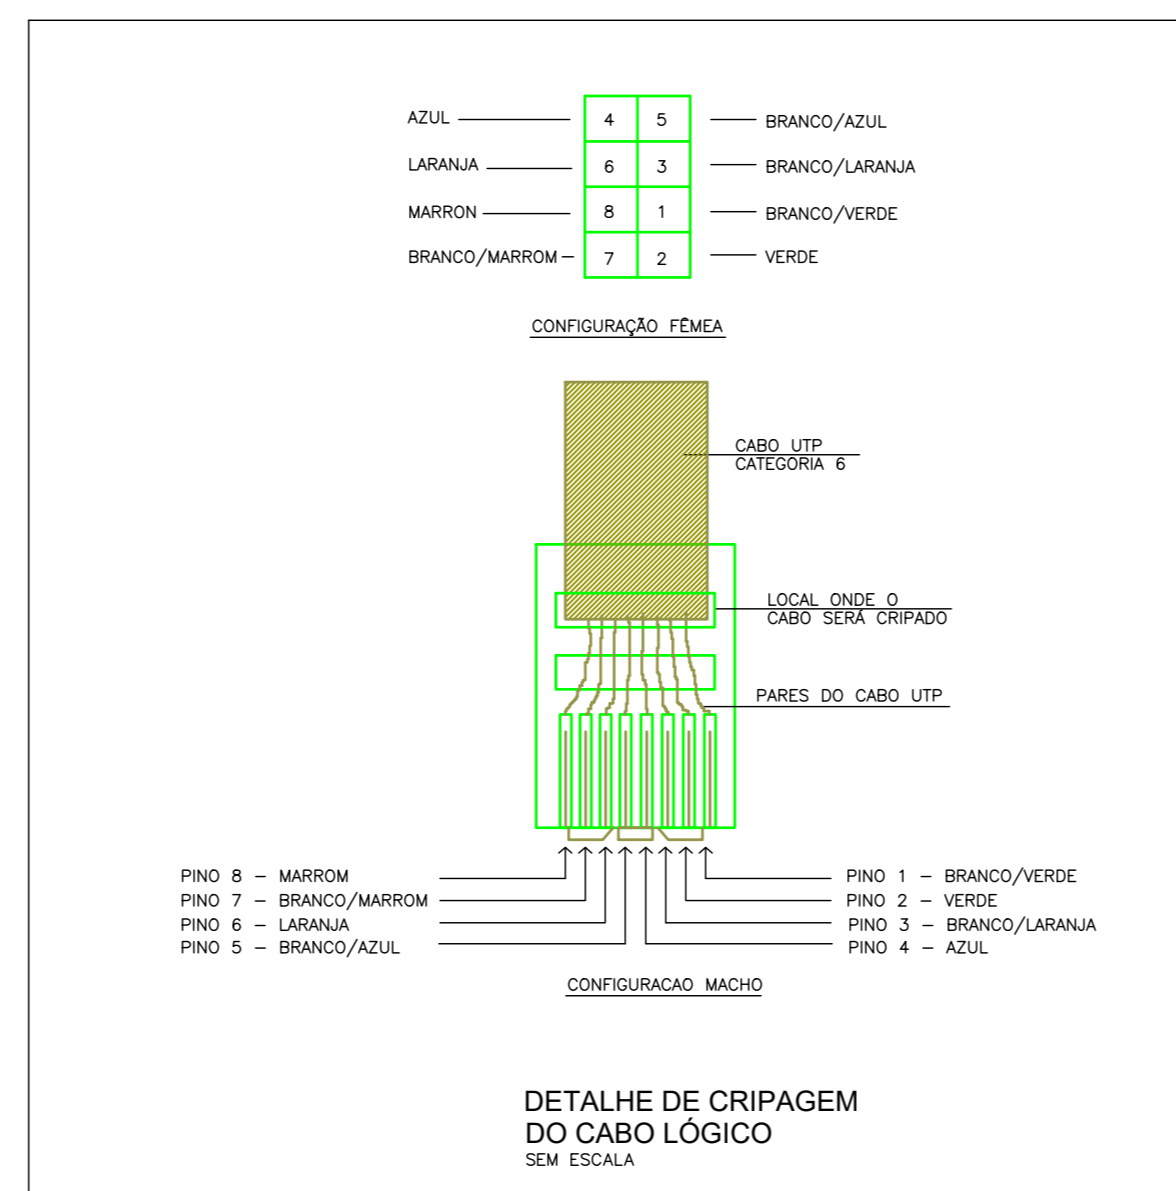 AZUL 4 5 BRANCO/AZUL
LARANJA 6 3 BRANCO/LARANJA
MARRON 8 1 BRANCO/VERDE
BRANCO/MARROM 7 2 VERDE
CONFIGURAÇÃO FÊMEA
CABO UTP
CATEGORIA 6
LOCAL ONDE O
CABO SERÁ CRIPADO
PARES DO CABO UTP
PINO 8 – MARROM
PINO 7 – BRANCO/MARROM
PINO 6 – LARANJA
PINO 5 – BRANCO/AZUL
PINO 1 – BRANCO/VERDE
PINO 2 – VERDE
PINO 3 – BRANCO/LARANJA
PINO 4 – AZUL
CONFIGURACAO MACHO
DETALHE DE CRIPAGEM
DO CABO LÓGICO
SEM ESCALA